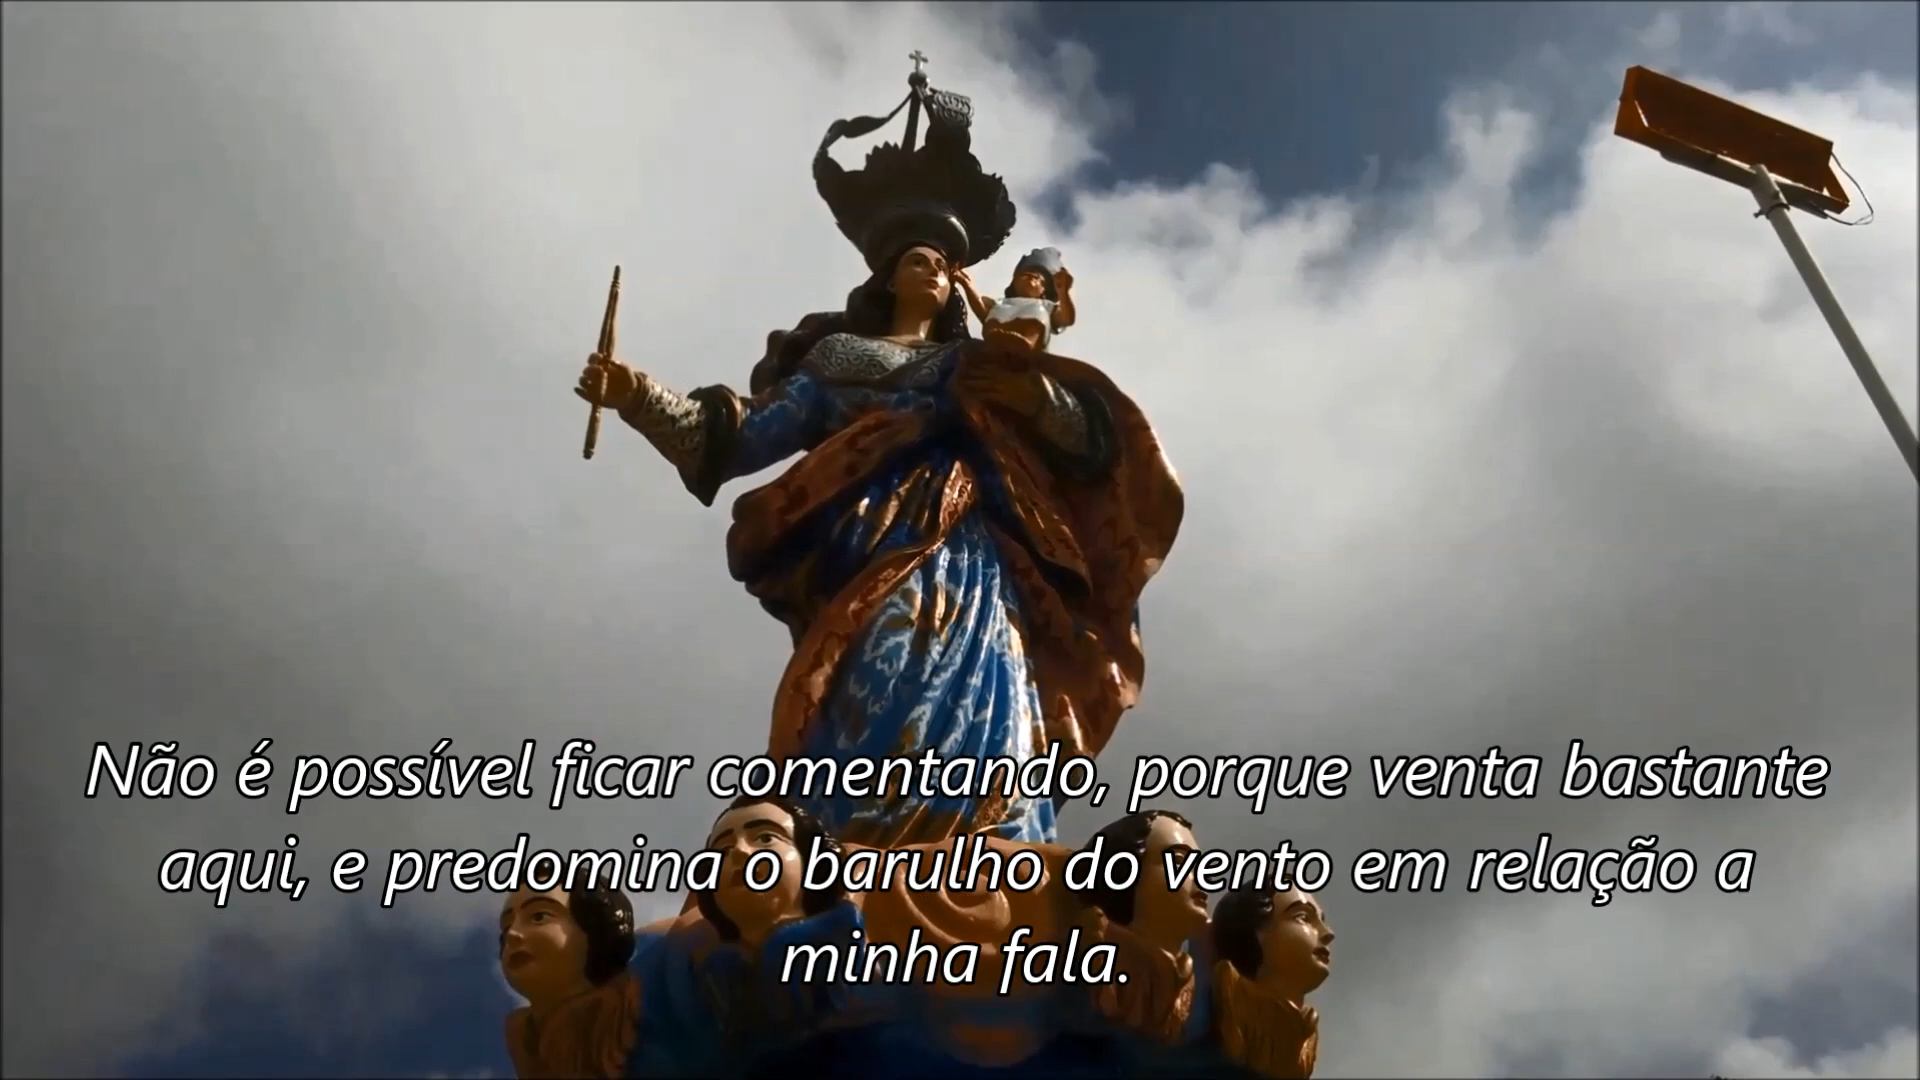 Não é possível ficar comentando, porque venta bastante
aqui, e predomina o barulho do vento em relação a
minha fala.